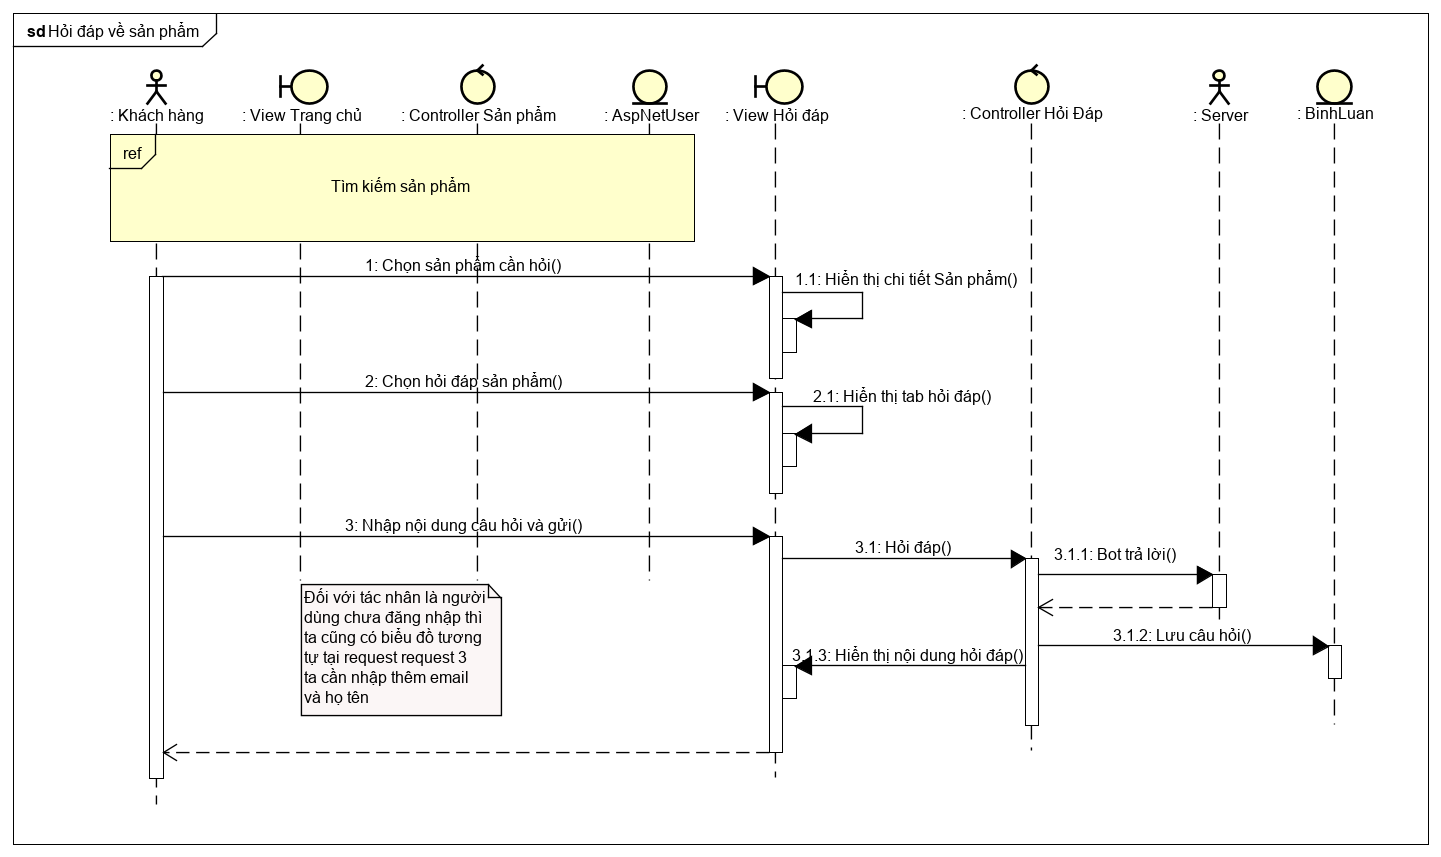 sd Hỏi đáp về sản phẩm
: Khách hàng
: View Trang chủ
: Controller Sản phẩm
: AspNetUser
: View Hỏi đáp
: Controller Hỏi Đáp
: Server
: BinhLuan
ref
Tìm kiếm sản phẩm
1: Chọn sản phẩm cần hỏi()
1.1: Hiển thị chi tiết Sản phẩm()
2: Chọn hỏi đáp sản phẩm()
2.1: Hiển thị tab hỏi đáp()
3: Nhập nội dung câu hỏi và gửi()
3.1: Hỏi đáp()
3.1.1: Bot trả lời()
3.1.2: Lưu câu hỏi()
3.1.3: Hiển thị nội dung hỏi đáp()
Đối với tác nhân là người
dùng chưa đăng nhập thì
ta cũng có biểu đồ tương
tự tại request request 3
ta cần nhập thêm email
và họ tên